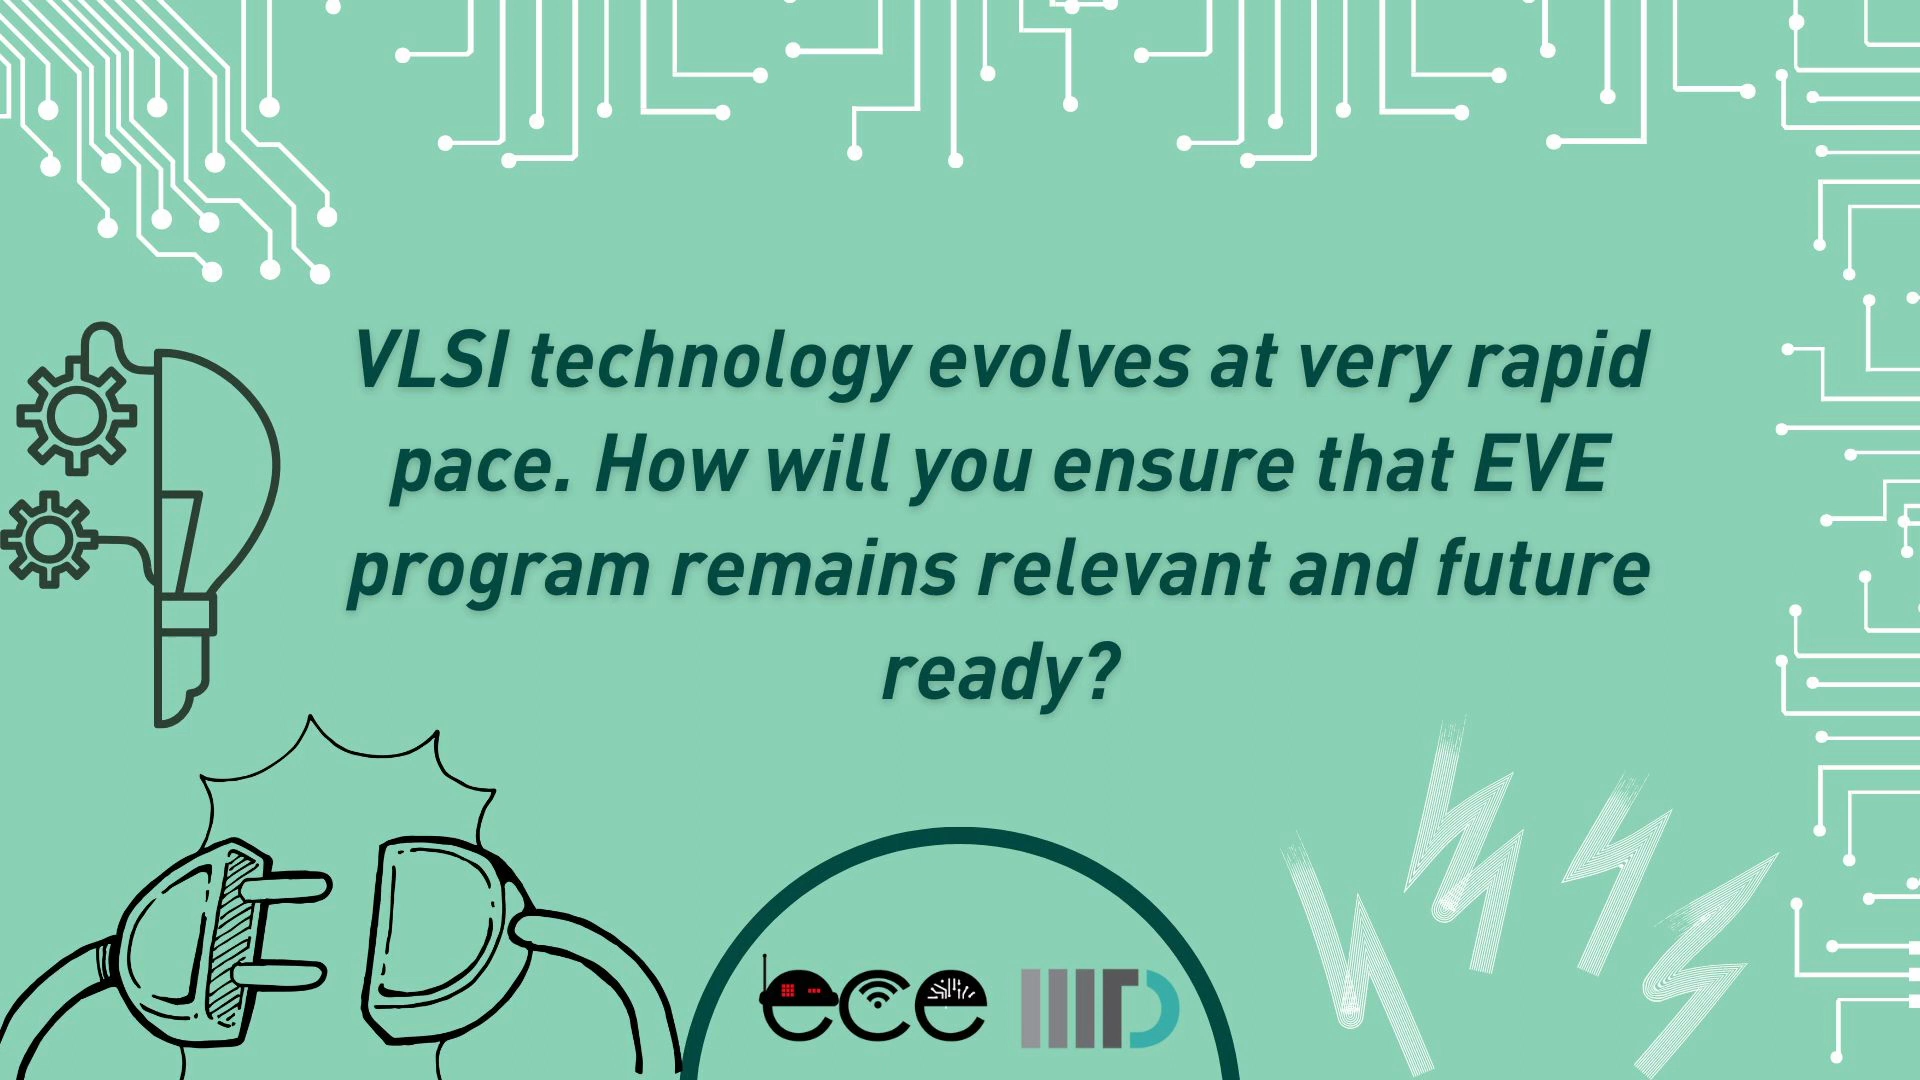 VLSI technology evolves at very rapid
pace. How will you ensure that EVE
program remains relevant and future
ready?
ece IIITD